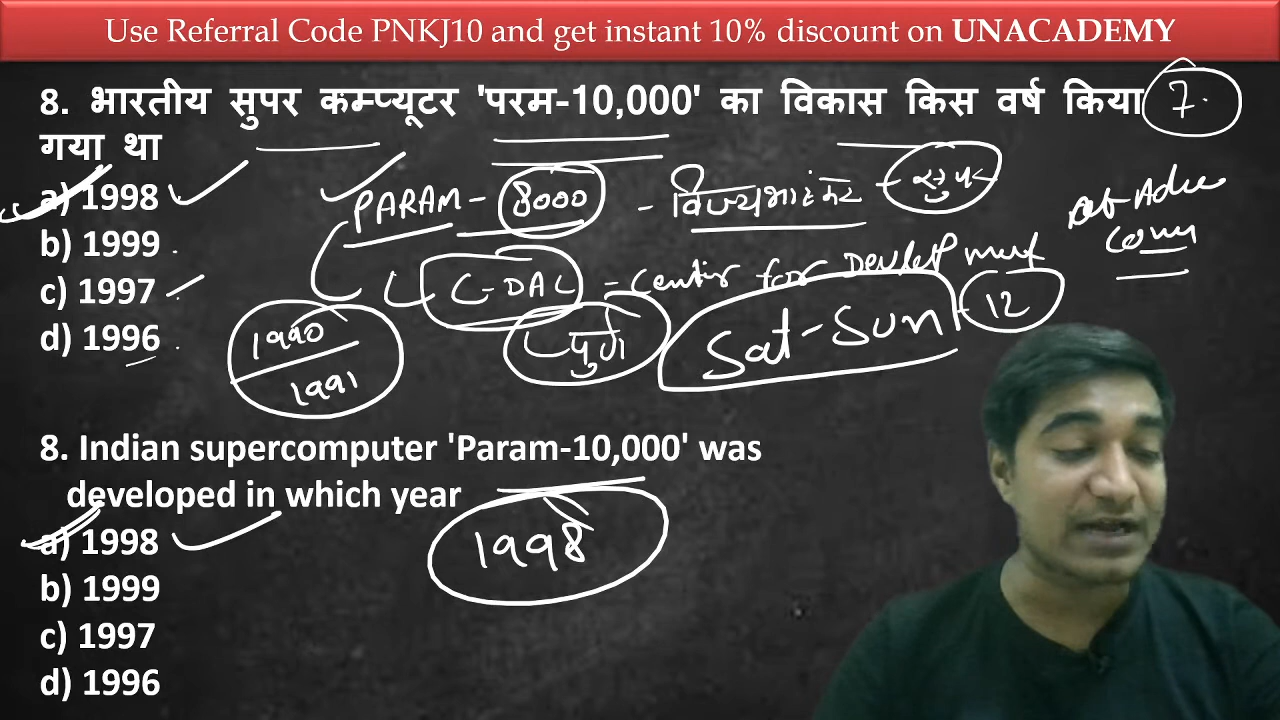 Use Referral Code PNKJ10 and get instant 10% discount on UNACADEMY
8. भारतीय सुपर कम्प्यूटर 'परम-10,000' का विकास किस वर्ष किया 7.
गया था
a) 1998
PARAM - 8000 -
b) 1999
c) 1997
C-DAC - for
d) 1996
1990
1991
पुणे
Sat-Sun 12
8. Indian supercomputer 'Param-10,000' was
developed in which year
a) 1998
1998
b) 1999
c) 1997
d) 1996